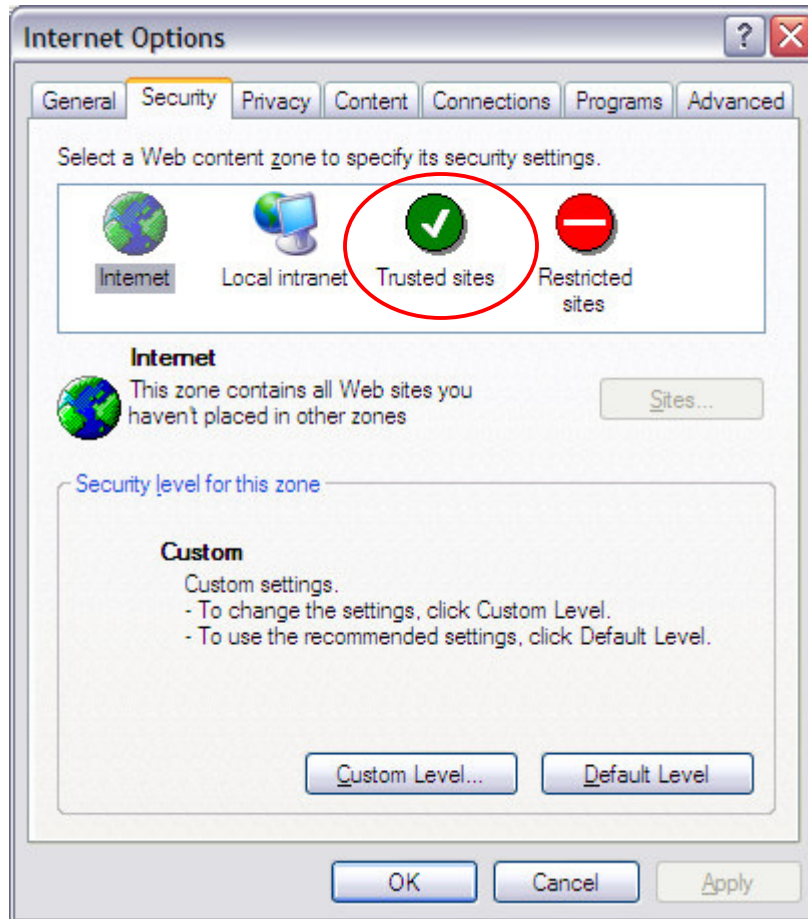 Internet Options
General Security Privacy Content Connections Programs Advanced
Select a Web content zone to specify its security settings.
Internet Local intranet Trusted sites Restricted
sites
Internet
This zone contains all Web sites you
haven't placed in other zones
Sites...
Security level for this zone
Custom
Custom settings.
- To change the settings, click Custom Level.
- To use the recommended settings, click Default Level.
Custom Level... Default Level
OK Cancel Apply